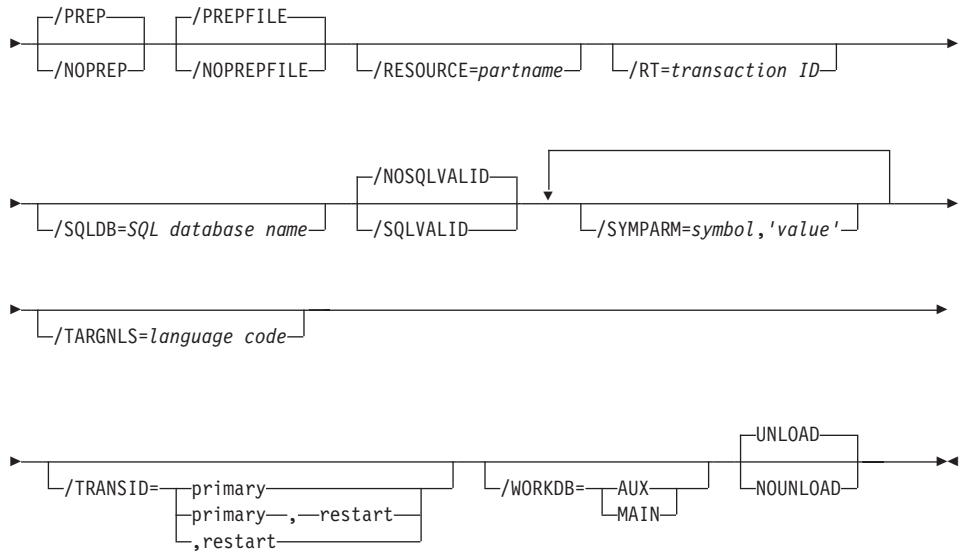 /PREP /PREPFILE
/NOPREP /NOPREPFILE /RESOURCE=partname /RT=transaction ID
/NOSQLVALID
/SQLDB=SQL database name /SQLVALID /SYMPARM=symbol,'value'
/TARGNLS=language code
UNLOAD
/TRANSID= primary /WORKDB= AUX NOUNLOAD
primary , restart MAIN
,restart